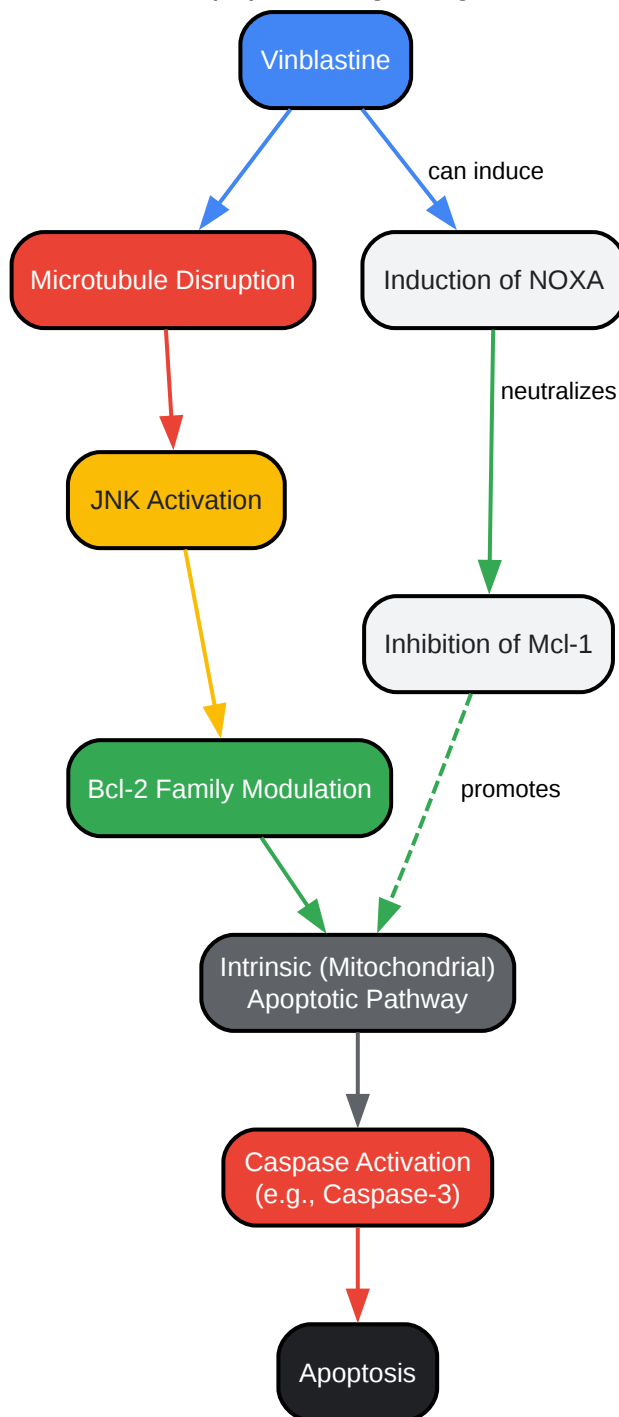 Vinblastine
can induce
Microtubule Disruption
Induction of NOXA
neutralizes
JNK Activation
Inhibition of Mcl-1
Bcl-2 Family Modulation
promotes
Intrinsic (Mitochondrial)
Apoptotic Pathway
Caspase Activation
(e.g., Caspase-3)
Apoptosis